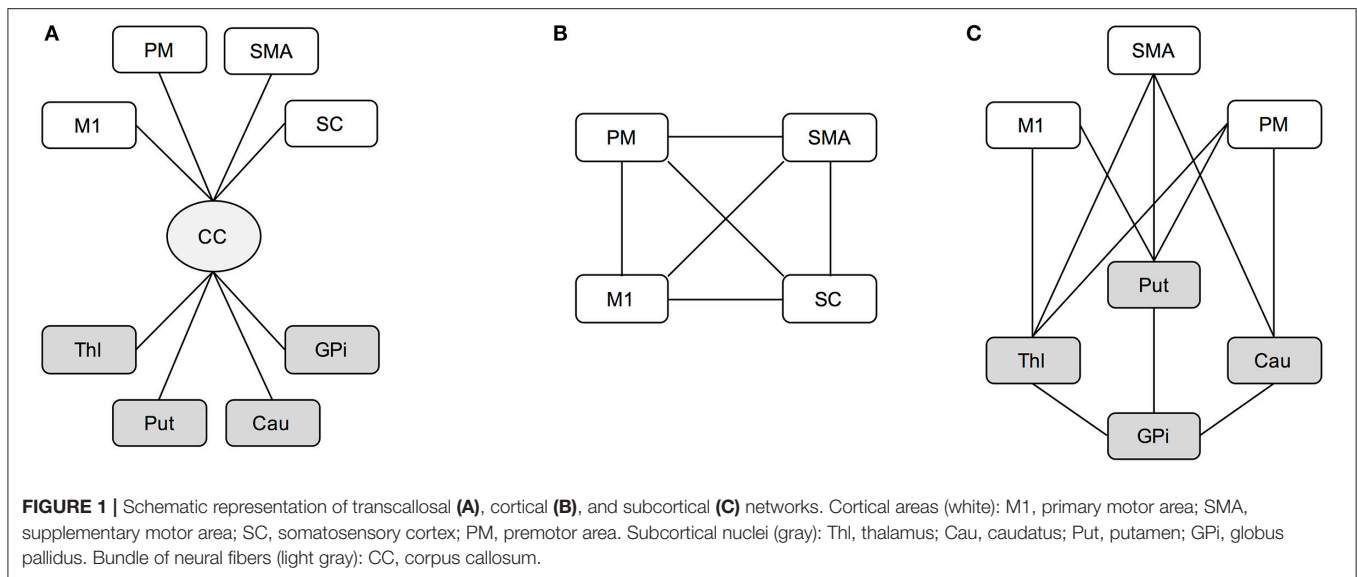 A
PM
SMA
M1
SC
CC
Thl
GPi
Put
Cau
B
PM
SMA
M1
SC
C
SMA
M1
PM
Put
Thl
Cau
GPi
FIGURE 1 | Schematic representation of transcallosal (A), cortical (B), and subcortical (C) networks. Cortical areas (white): M1, primary motor area; SMA,
supplementary motor area; SC, somatosensory cortex; PM, premotor area. Subcortical nuclei (gray): Thl, thalamus; Cau, caudatus; Put, putamen; GPi, globus
pallidus. Bundle of neural fibers (light gray): CC, corpus callosum.